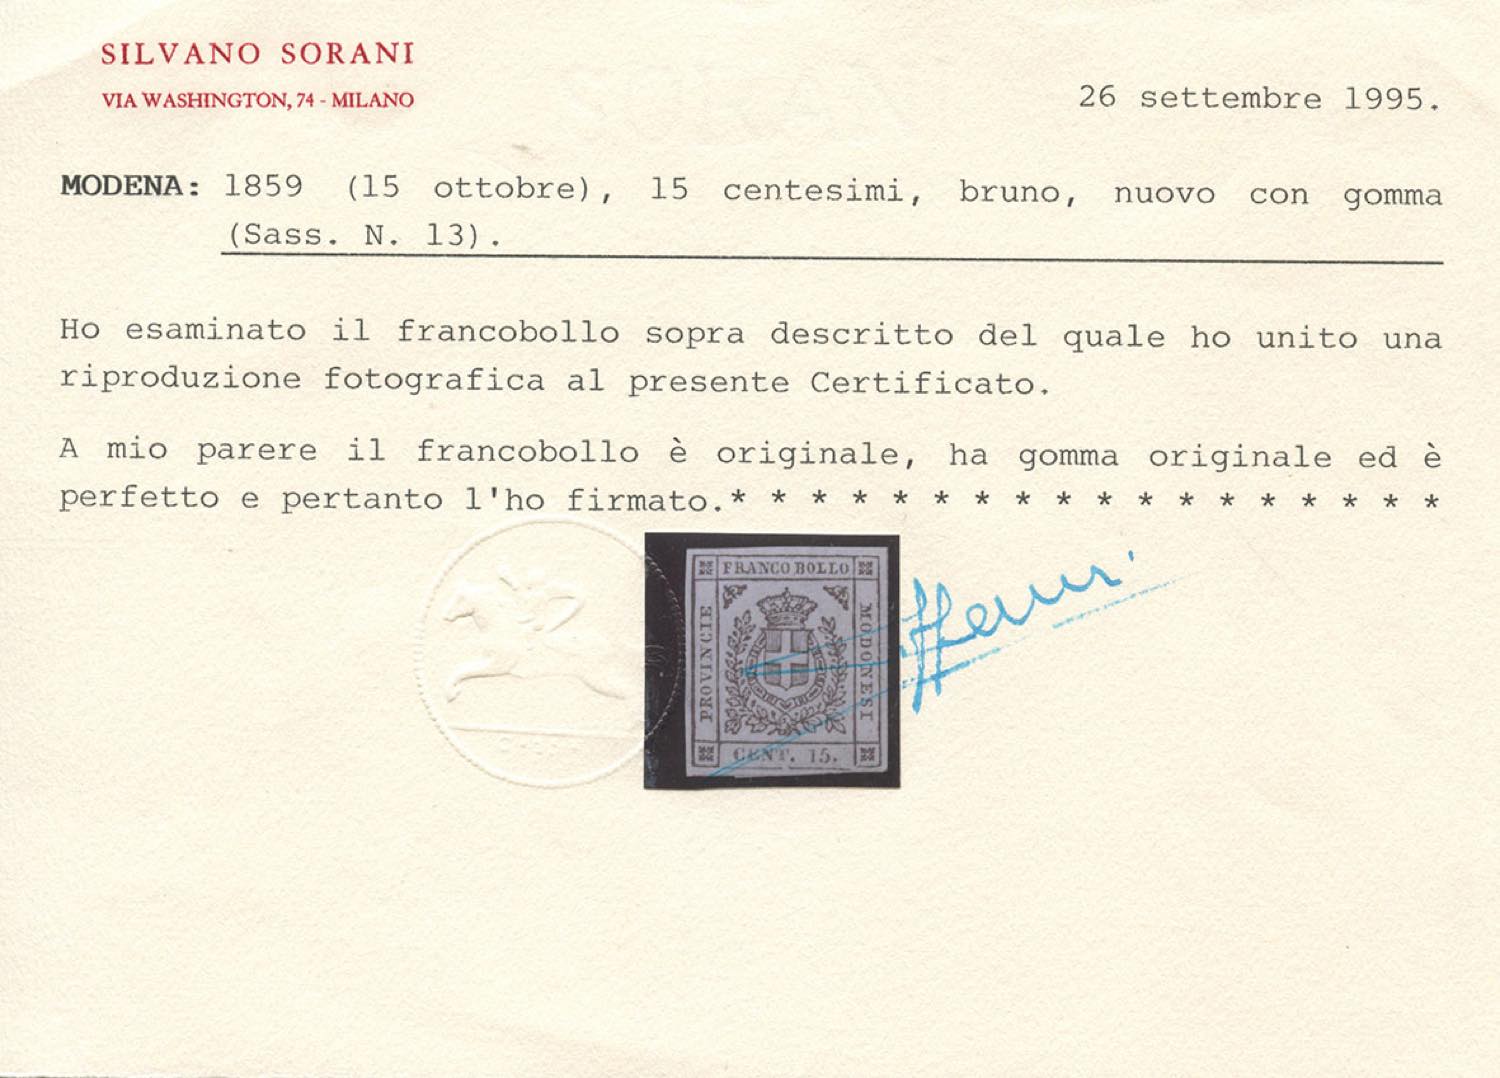 SILVANO SORANI
VIA WASHINGTON, 74 - MILANO
26 settembre 1995.
MODENA: 1859 (15 ottobre), 15 centesimi, bruno, nuovo con gomma
(Sass. N. 13).
Ho esaminato il francobollo sopra descritto del quale ho unito una
riproduzione fotografica al presente Certificato.
A mio parere il francobollo è originale, ha gomma originale ed è
perfetto e pertanto l'ho firmato.* * * * * * * * * * * * * * * * * *
FRANCO BOLLO
PROVINCIE
MODONESI
CENT. 15.